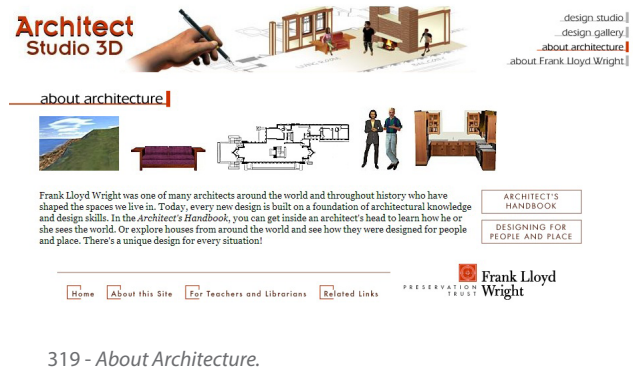 Architect
Studio 3D
design studio
design gallery
about architecture
about Frank Lloyd Wright
about architecture
Frank Lloyd Wright was one of many architects around the world and throughout history who have
shaped the spaces we live in. Today, every new design is built on a foundation of architectural knowledge
and design skills. In the Architect's Handbook, you can get inside an architect's head to learn how he or
she sees the world. Or explore houses from around the world and see how they were designed for people
and place. There's a unique design for every situation!
ARCHITECT'S
HANDBOOK
DESIGNING FOR
PEOPLE AND PLACE
Home About this Site For Teachers and Librarians Related Links
Frank Lloyd
PRESERVATION Wright
TRUST
319 - About Architecture.